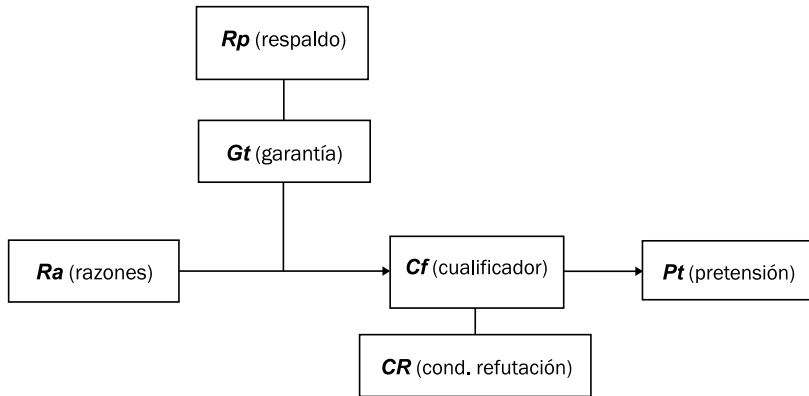 Rp (respaldo)
Gt (garantía)
Ra (razones)
Cf (cualificador)
Pt (pretensión)
CR (cond. refutación)